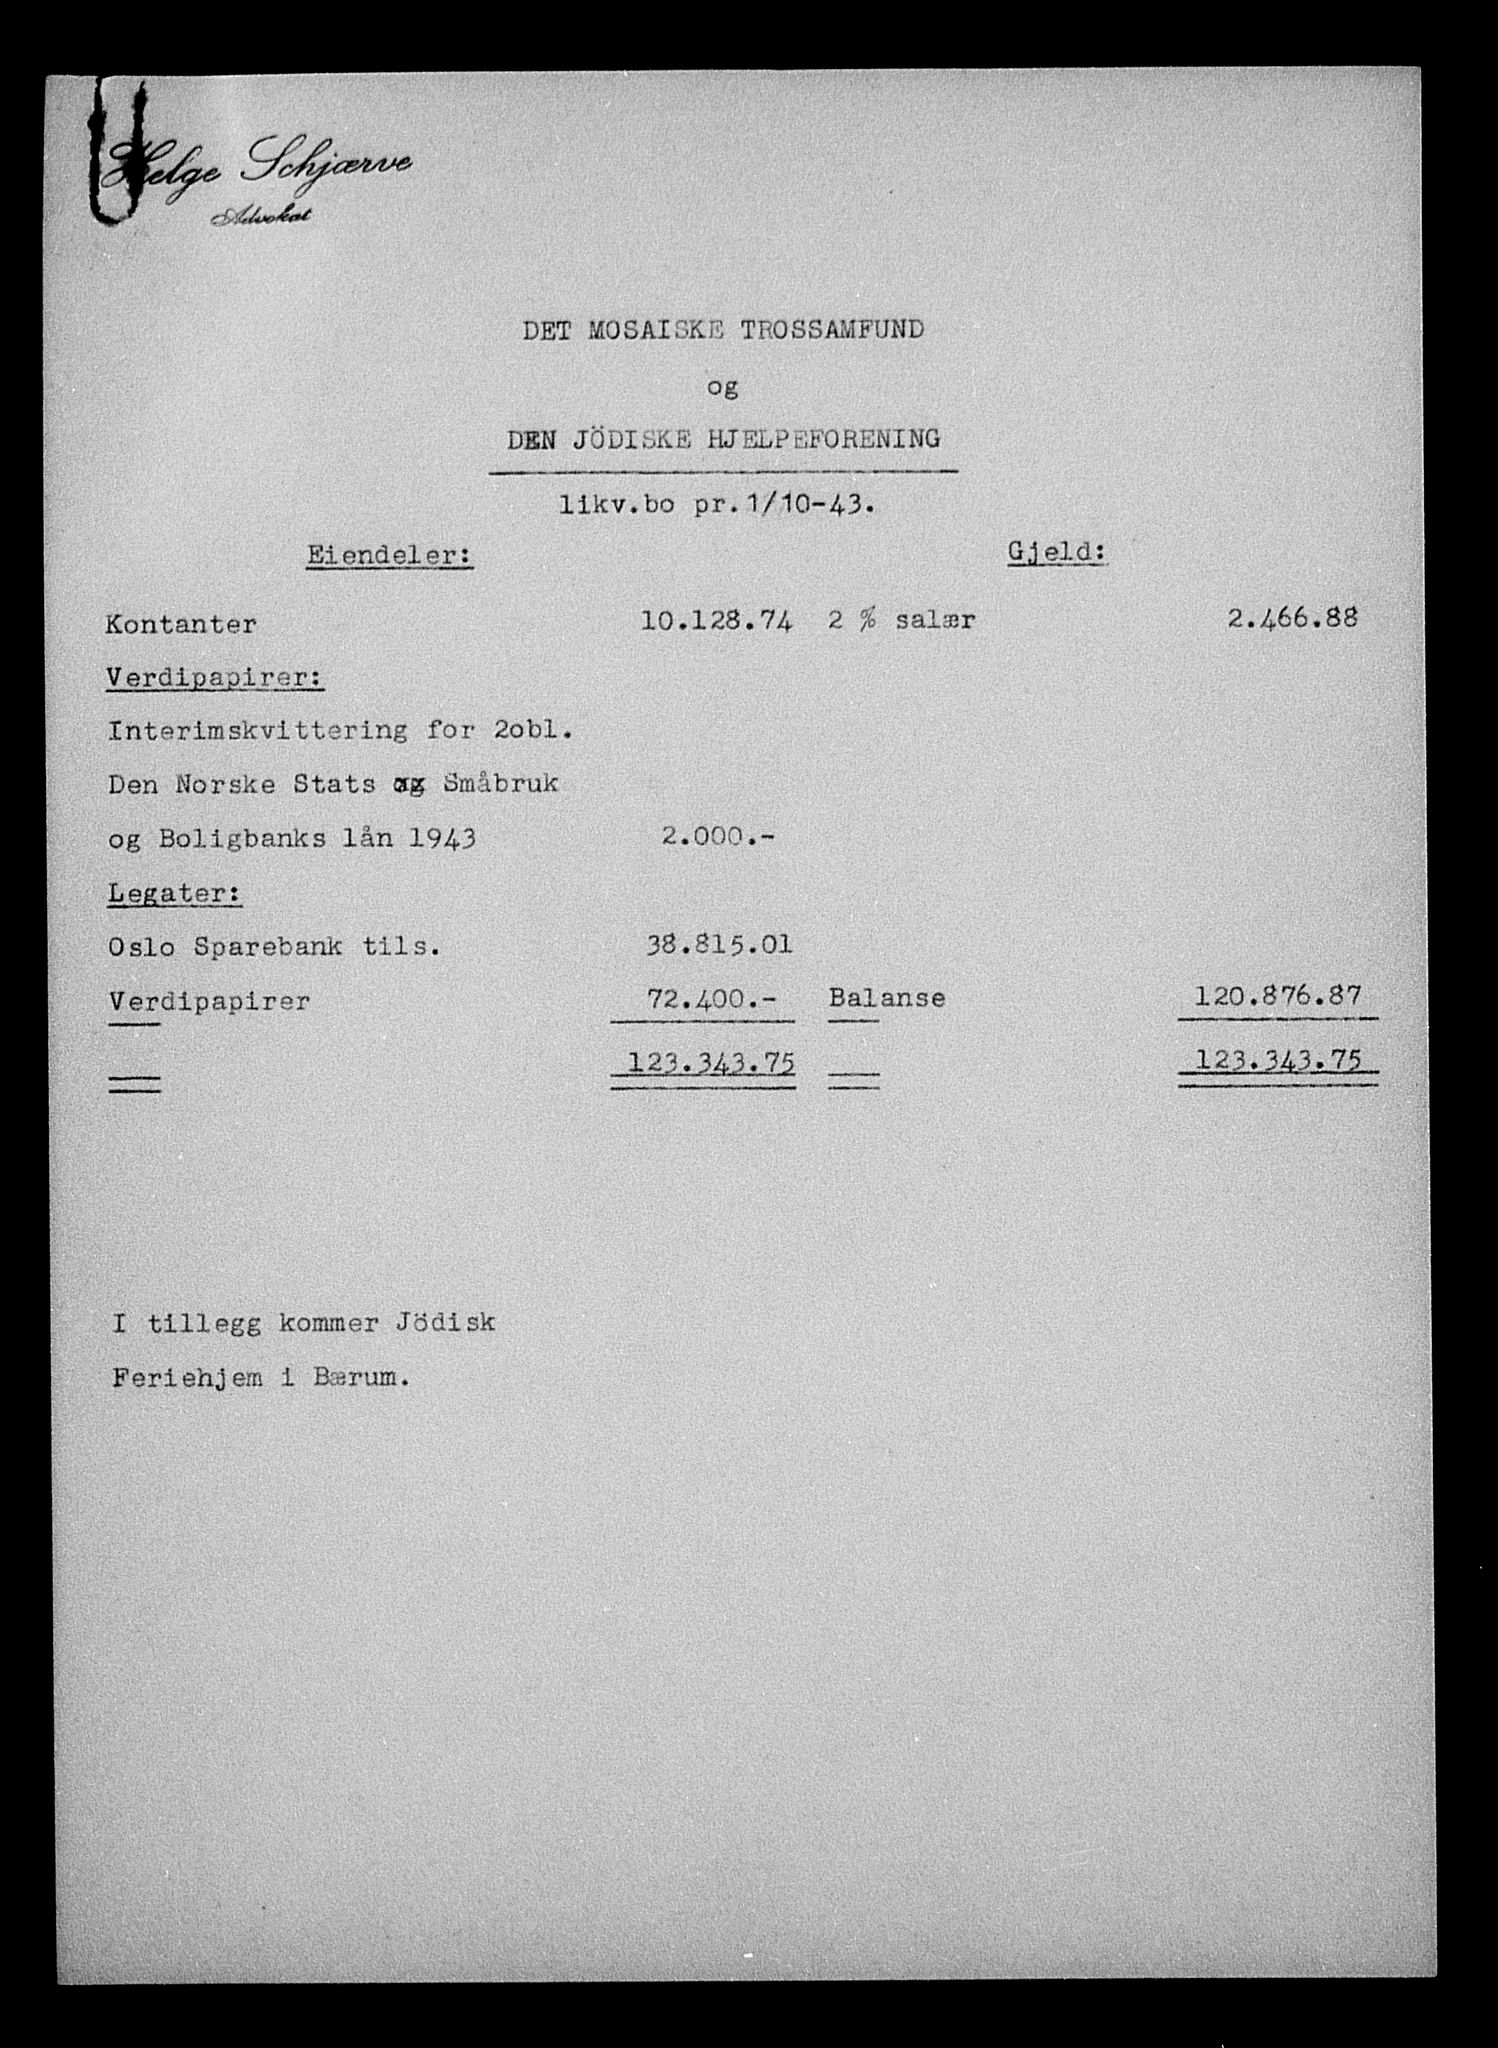 Helge Schjærve
Advokat
DET MOSAISKE TROSSAMFUND
og
DEN JÖDISKE HJELPEFORENING
likv.bo pr.1/10-43.
Eiendeler: Gjeld:
Kontanter 10.128.74 2 % salær 2.466.88
Verdipapirer:
Interimskvittering for 2obl.
Den Norske Stats og Småbruk
og Boligbanks lån 1943 2.000.-
Legater:
Oslo Sparebank tils. 38.815.01
Verdipapirer 72.400.- Balanse 120.876.87
123.343.75 123.343.75
I tillegg kommer Jödisk
Feriehjem i Bærum.